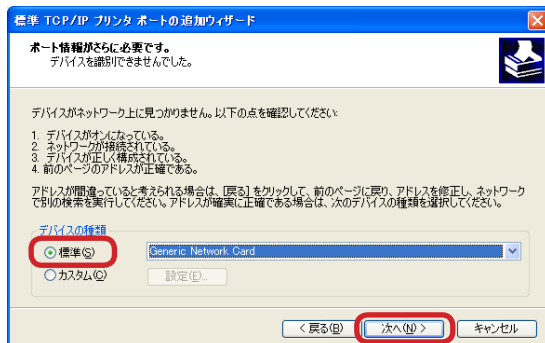 標準 TCP/IP プリンタ ポートの追加ウィザード
ポート情報がさらに必要です。
デバイスを識別できませんでした。
デバイスがネットワーク上に見つかりません。以下の点を確認してください:
1. デバイスがオンになっている。
2. ネットワークが接続されている。
3. デバイスが正しく構成されている。
4. 前のページのアドレスが正確である。
アドレスが間違っていると考えられる場合は、[戻る] をクリックして、前のページに戻り、アドレスを修正し、ネットワーク
で別の検索を実行してください。アドレスが確実に正確である場合は、次のデバイスの種類を選択してください。
デバイスの種類
標準(S)
Generic Network Card
カスタム(C)
設定(E)...
< 戻る(B)
次へ(N) >
キャンセル